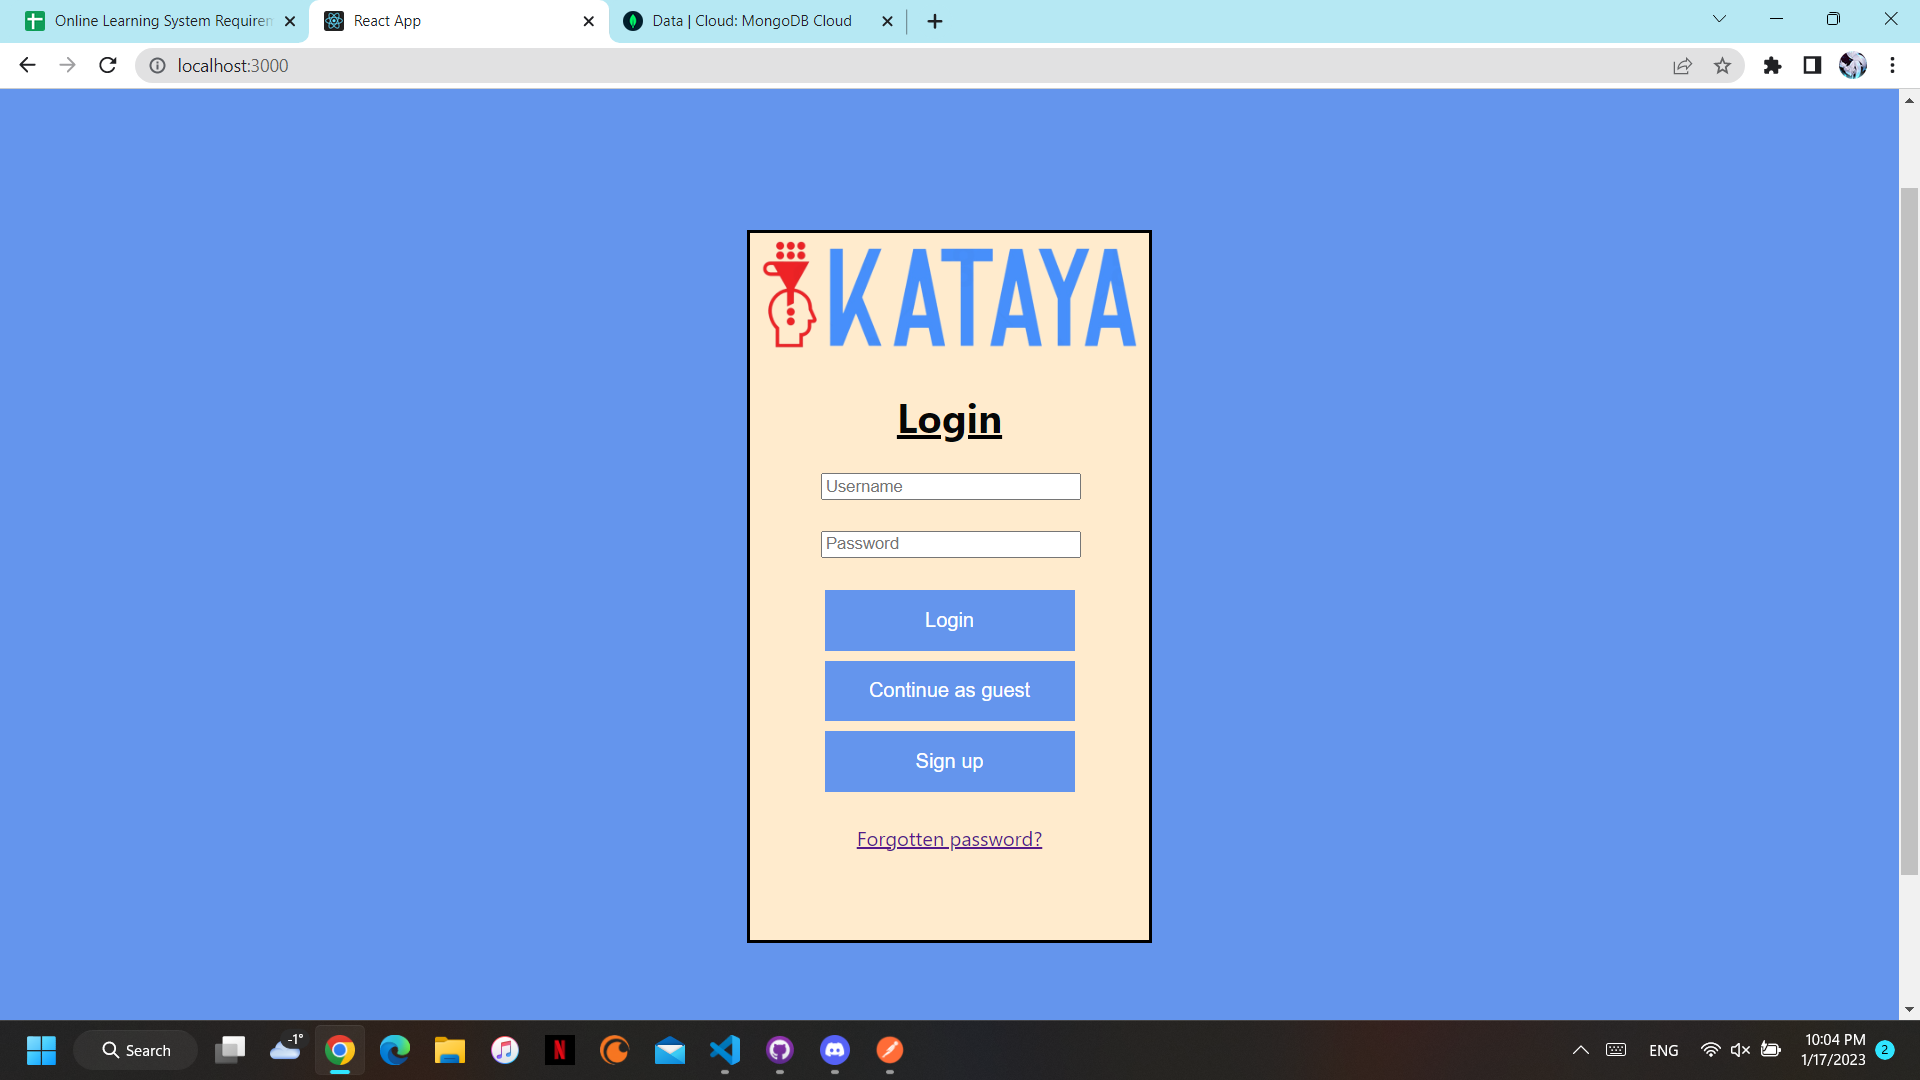 Online Learning System Requirem
React App
Data | Cloud: MongoDB Cloud
localhost:3000
KATAYA
Login
Username
Password
Login
Continue as guest
Sign up
Forgotten password?
-1°
Search
N
ENG
10:04 PM
1/17/2023
2